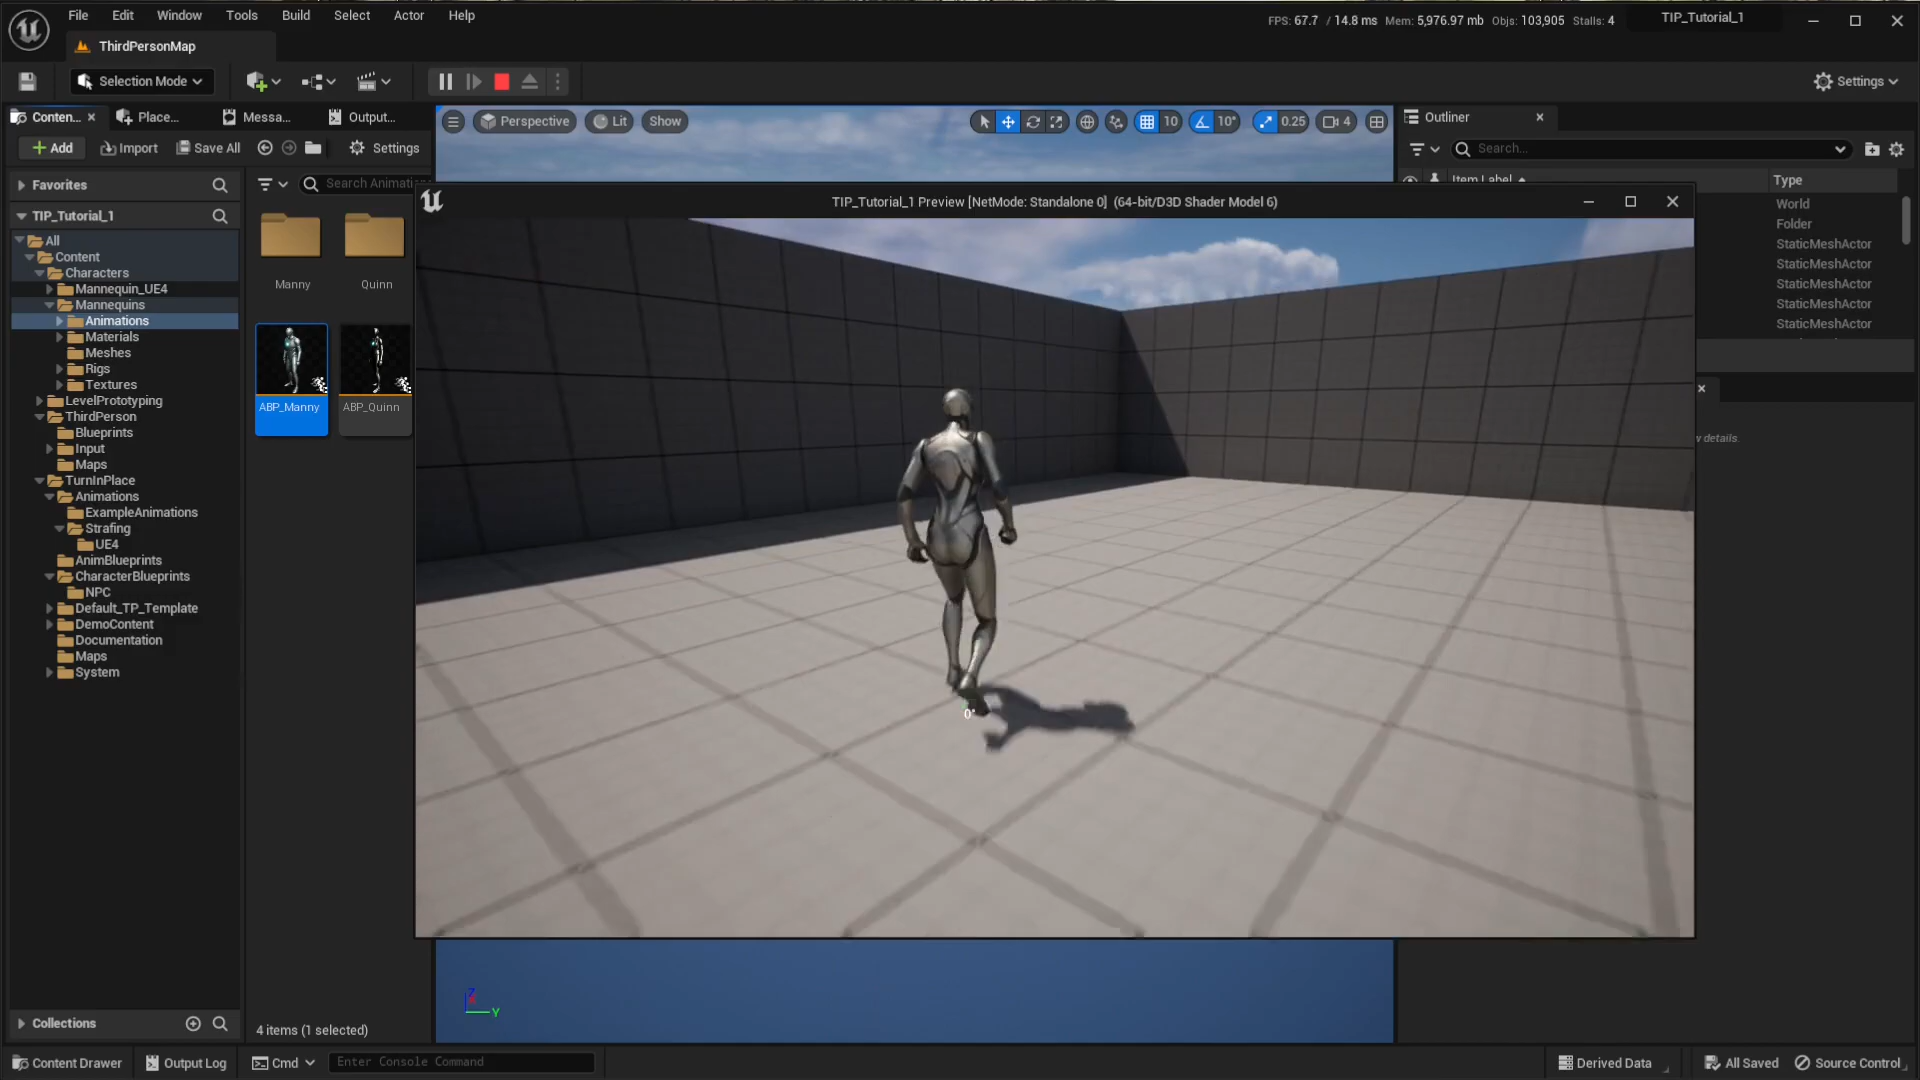 File Edit Window Tools Build Select Actor Help
FPS: 67.7 / 14.8 ms Mem: 5,976.97 mb Objs: 103,905 Stalls: 4
TIP_Tutorial_1
ThirdPersonMap
Selection Mode
Settings
Conten...
Place...
Messa...
Output...
Perspective
Lit
Show
10
10°
0.25
4
Outliner
Add
Import
Save All
Settings
Search...
Favorites
Search Animatio
Item Label
Type
TIP_Tutorial_1
TIP_Tutorial_1 Preview [NetMode: Standalone 0] (64-bit/D3D Shader Model 6)
World
Folder
StaticMeshActor
StaticMeshActor
StaticMeshActor
StaticMeshActor
StaticMeshActor
All
Content
Characters
Mannequin_UE4
Mannequins
Animations
Materials
Meshes
Rigs
Textures
LevelPrototyping
ThirdPerson
Blueprints
Input
Maps
TurnInPlace
Animations
ExampleAnimations
Strafing
UE4
AnimBlueprints
CharacterBlueprints
NPC
Default_TP_Template
DemoContent
Documentation
Maps
System
Manny
Quinn
ABP_Manny
ABP_Quinn
w details.
0°
Z
Y
Collections
4 items (1 selected)
Content Drawer
Output Log
Cmd
Enter Console Command
Derived Data
All Saved
Source Control